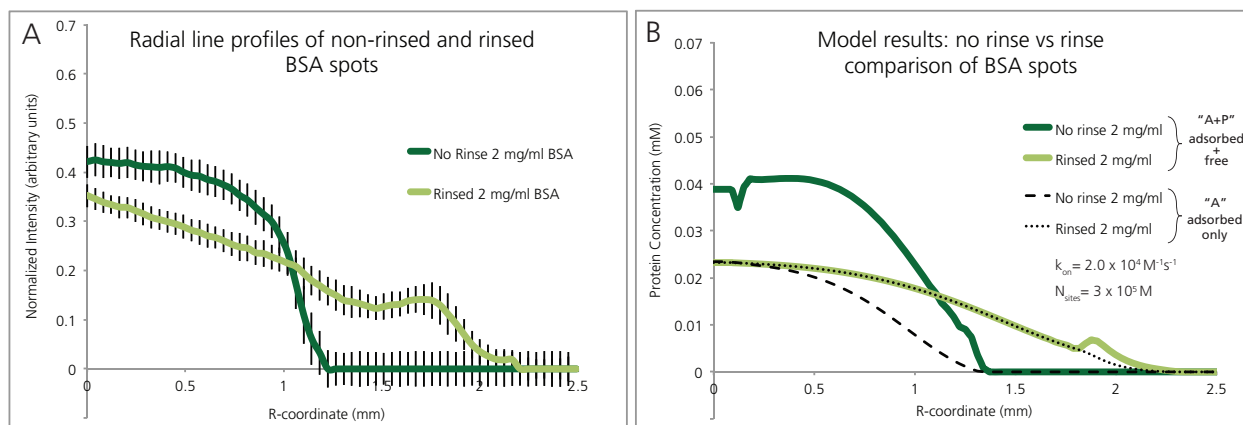 A
Radial line profiles of non-rinsed and rinsed
BSA spots
0.7
0.6
0.5
0.4
0.3
0.2
0.1
0
Normalized Intensity (arbitrary units)
No Rinse 2 mg/ml BSA
Rinsed 2 mg/ml BSA
0 0.5 1 1.5 2 2.5
R-coordinate (mm)
B
Model results: no rinse vs rinse
comparison of BSA spots
0.07
0.06
0.05
0.04
0.03
0.02
0.01
0
Protein Concentration (mM)
No rinse 2 mg/ml
Rinsed 2 mg/ml
"A+P"
adsorbed
+
free
No rinse 2 mg/ml
Rinsed 2 mg/ml
"A"
adsorbed
only
kon= 2.0 x 10⁴ M⁻¹s⁻¹
Nsites= 3 x 10⁵ M
0 0.5 1 1.5 2 2.5
R-coordinate (mm)